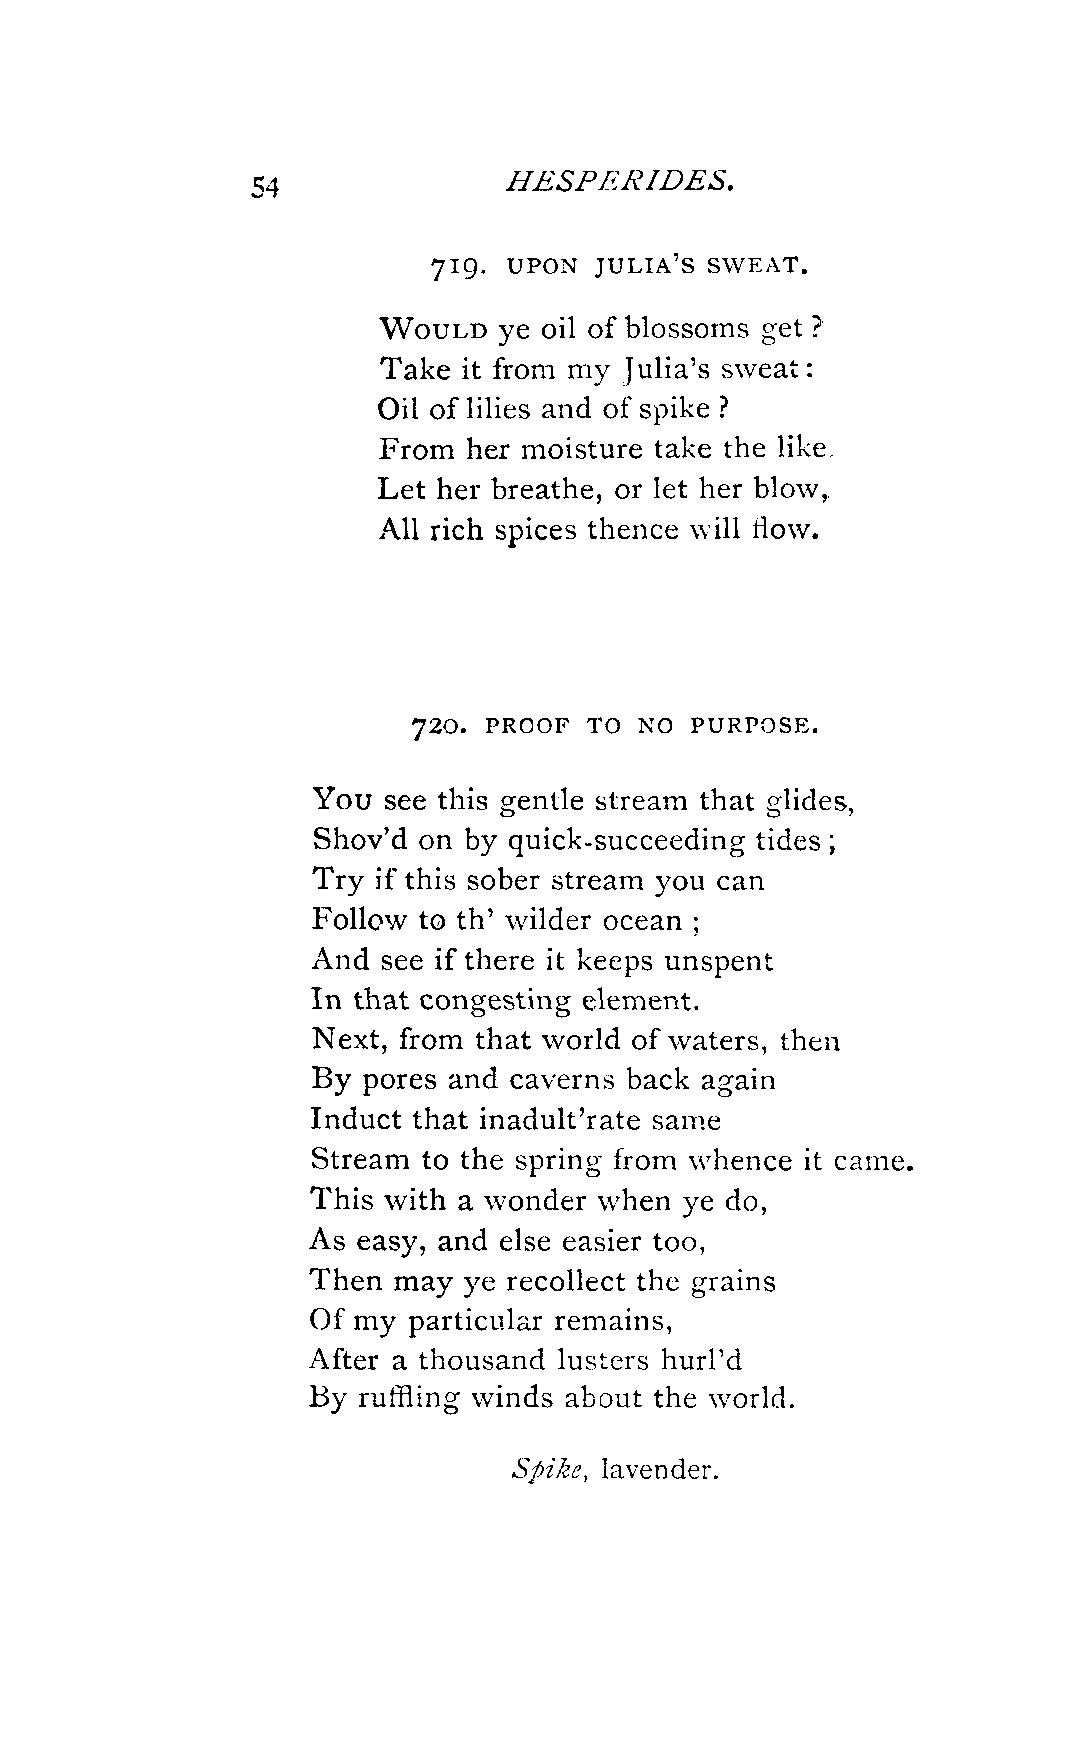 54 HESPERIDES.
719. UPON JULIA'S SWEAT.
WOULD ye oil of blossoms get ?
Take it from my Julia's sweat :
Oil of lilies and of spike ?
From her moisture take the like.
Let her breathe, or let her blow,
All rich spices thence will flow.
720. PROOF TO NO PURPOSE.
You see this gentle stream that glides,
Shov'd on by quick-succeeding tides ;
Try if this sober stream you can
Follow to th' wilder ocean ;
And see if there it keeps unspent
In that congesting element.
Next, from that world of waters, then
By pores and caverns back again
Induct that inadult'rate same
Stream to the spring from whence it came.
This with a wonder when ye do,
As easy, and else easier too,
Then may ye recollect the grains
Of my particular remains,
After a thousand lusters hurl'd
By ruffling winds about the world.
Spike, lavender.